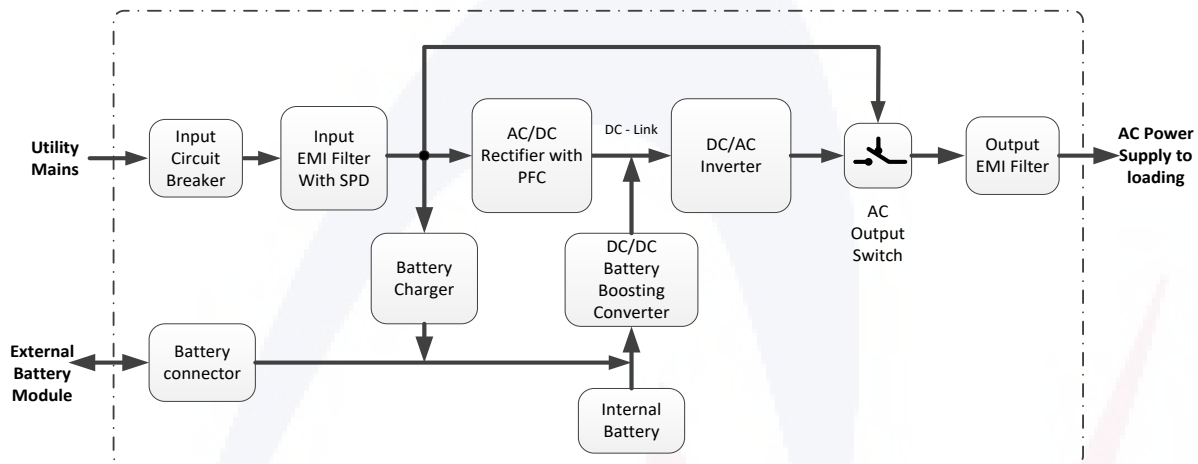 Utility
Mains
Input
Circuit
Breaker
Input
EMI Filter
With SPD
AC/DC
Rectifier with
PFC
DC - Link
DC/AC
Inverter
AC
Output
Switch
Output
EMI Filter
AC Power
Supply to
loading
Battery
Charger
DC/DC
Battery
Boosting
Converter
External
Battery
Module
Battery
connector
Internal
Battery